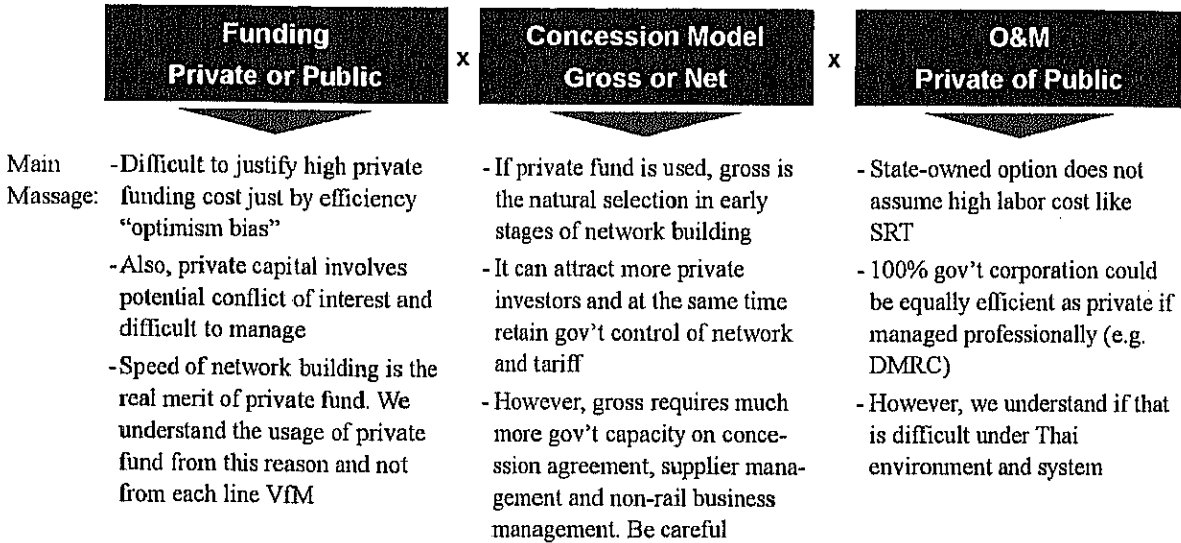 Funding
Private or Public
x
Concession Model
Gross or Net
x
O&M
Private of Public
Main
Massage:
-Difficult to justify high private
funding cost just by efficiency
“optimism bias”
-Also, private capital involves
potential conflict of interest and
difficult to manage
-Speed of network building is the
real merit of private fund. We
understand the usage of private
fund from this reason and not
from each line VfM
-If private fund is used, gross is
the natural selection in early
stages of network building
-It can attract more private
investors and at the same time
retain gov’t control of network
and tariff
-However, gross requires much
more gov’t capacity on conce-
ssion agreement, supplier mana-
gement and non-rail business
management. Be careful
-State-owned option does not
assume high labor cost like
SRT
-100% gov’t corporation could
be equally efficient as private if
managed professionally (e.g.
DMRC)
-However, we understand if that
is difficult under Thai
environment and system